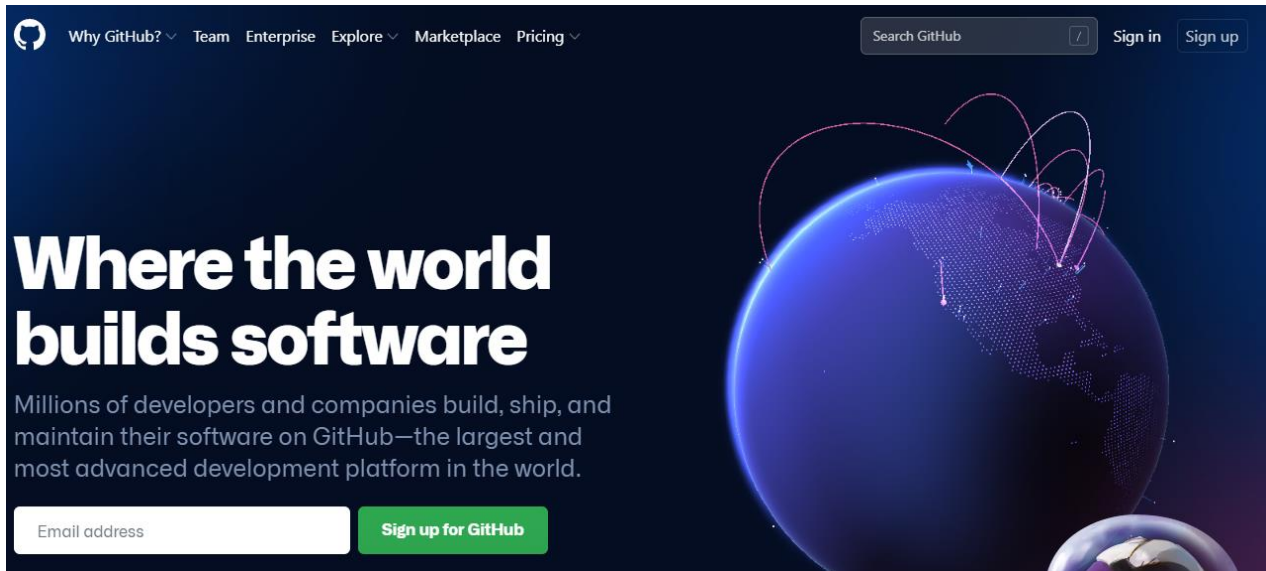 Why GitHub? Team Enterprise Explore Marketplace Pricing Search GitHub / Sign in Sign up
Where the world
builds software
Millions of developers and companies build, ship, and
maintain their software on GitHub—the largest and
most advanced development platform in the world.
Email address Sign up for GitHub